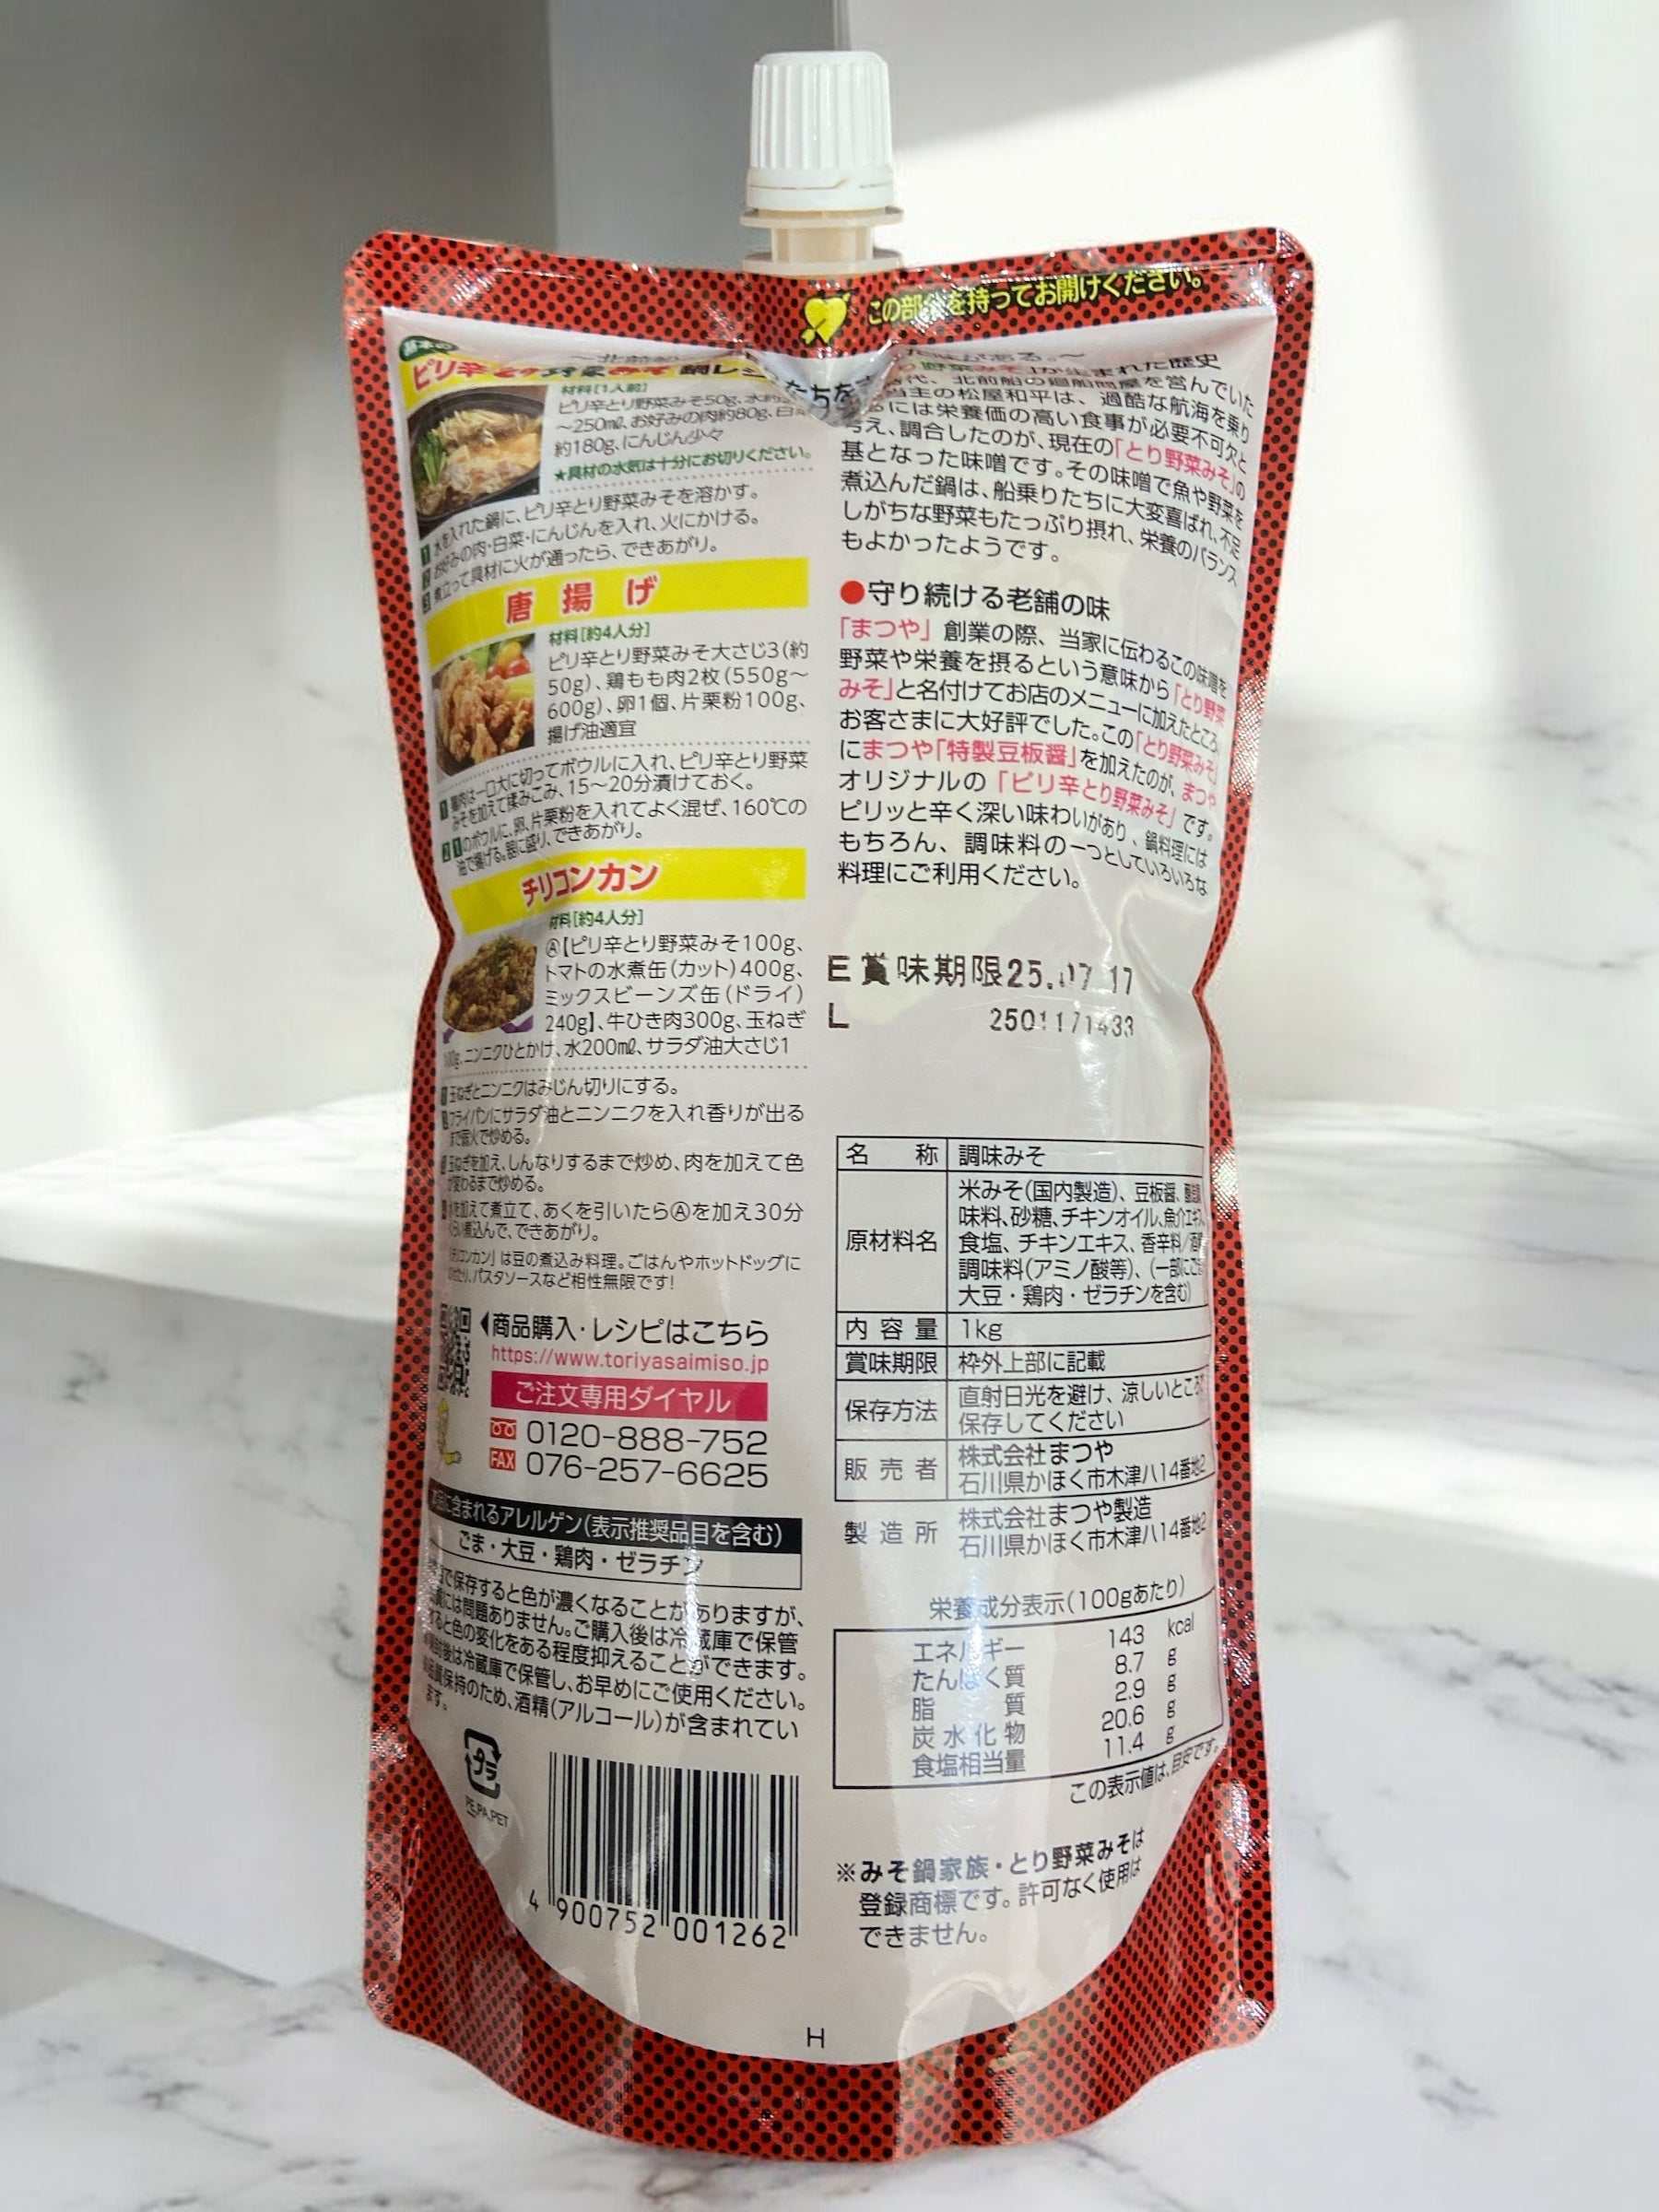 この部分を持ってお開けください。
基本の
ピリ辛とり野菜みそ 鍋レシ
材料[1人前]
ピリ辛とり野菜みそ50g、水約
~250㎖、お好みの肉約80g、白菜
約180g、にんじん少々
★具材の水気は十分にお切りください。
1 水を入れた鍋に、ピリ辛とり野菜みそを溶かす。
2 お好みの肉・白菜・にんじんを入れ、火にかける。
3 煮立って具材に火が通ったら、できあがり。
唐揚げ
材料[約4人分]
ピリ辛とり野菜みそ大さじ3(約
50g)、鶏もも肉2枚(550g~
600g)、卵1個、片栗粉100g、
揚げ油適宜
1 鶏肉は一口大に切ってボウルに入れ、ピリ辛とり野菜
みそを加えて揉みこみ、15~20分漬けておく。
2 1のボウルに、卵、片栗粉を入れてよく混ぜ、160℃の
油で揚げる。器に盛り、できあがり。
チリコンカン
材料[約4人分]
Ⓐ【ピリ辛とり野菜みそ100g、
トマトの水煮缶(カット)400g、
ミックスビーンズ缶(ドライ)
240g】、牛ひき肉300g、玉ねぎ
ニンニクひとかけ、水200㎖、サラダ油大さじ1
玉ねぎとニンニクはみじん切りにする。
フライパンにサラダ油とニンニクを入れ香りが出る
まで弱火で炒める。
玉ねぎを加え、しんなりするまで炒め、肉を加えて色
が変わるまで炒める。
水を加えて煮立て、あくを引いたらⒶを加え30分
くらい煮込んで、できあがり。
コンカン」は豆の煮込み料理。ごはんやホットドッグに
パスタソースなど相性無限です!
◀商品購入・レシピはこちら
https://www.toriyasaimiso.jp
ご注文専用ダイヤル
0120-888-752
FAX 076-257-6625
に含まれるアレルゲン(表示推奨品目を含む)
ごま・大豆・鶏肉・ゼラチン
で保存すると色が濃くなることがありますが、
には問題ありません。ご購入後は冷蔵庫で保管
すると色の変化をある程度抑えることができます。
後は冷蔵庫で保管し、お早めにご使用ください。
保持のため、酒精(アルコール)が含まれてい
ます。
プラ
PE,PA,PET
4 900752 001262
たちを
が生まれた歴史
時代、北前船の廻船問屋を営んでいた
当主の松屋和平は、過酷な航海を乗り
るには栄養価の高い食事が必要不可欠と
考え、調合したのが、現在の「とり野菜みそ」の
基となった味噌です。その味噌で魚や野菜を
煮込んだ鍋は、船乗りたちに大変喜ばれ、不足
しがちな野菜もたっぷり摂れ、栄養のバランス
もよかったようです。
●守り続ける老舗の味
「まつや」創業の際、当家に伝わるこの味噌を
野菜や栄養を摂るという意味から「とり野菜
みそ」と名付けてお店のメニューに加えたところ、
お客さまに大好評でした。この「とり野菜みそ」
にまつや「特製豆板醤」を加えたのが、まつや
オリジナルの「ピリ辛とり野菜みそ」です。
ピリッと辛く深い味わいがあり、鍋料理には
もちろん、調味料の一つとしていろいろな
料理にご利用ください。
E 賞味期限25.07.17
L
名称 調味みそ
原材料名 米みそ(国内製造)、豆板醤、
味料、砂糖、チキンオイル、魚介エキス、
食塩、チキンエキス、香辛料/酒精、
調味料(アミノ酸等)、(一部にごま・
大豆・鶏肉・ゼラチンを含む)
内容量 1kg
賞味期限 枠外上部に記載
保存方法 直射日光を避け、涼しいところで
保存してください
販売者 株式会社まつや
石川県かほく市木津ハ14番地2
製造所 株式会社まつや製造
石川県かほく市木津ハ14番地2
栄養成分表示(100gあたり)
エネルギー 143 kcal
たんぱく質 8.7 g
脂質 2.9 g
炭水化物 20.6 g
食塩相当量 11.4 g
この表示値は、目安です。
※みそ鍋家族・とり野菜みそは
登録商標です。許可なく使用は
できません。
H